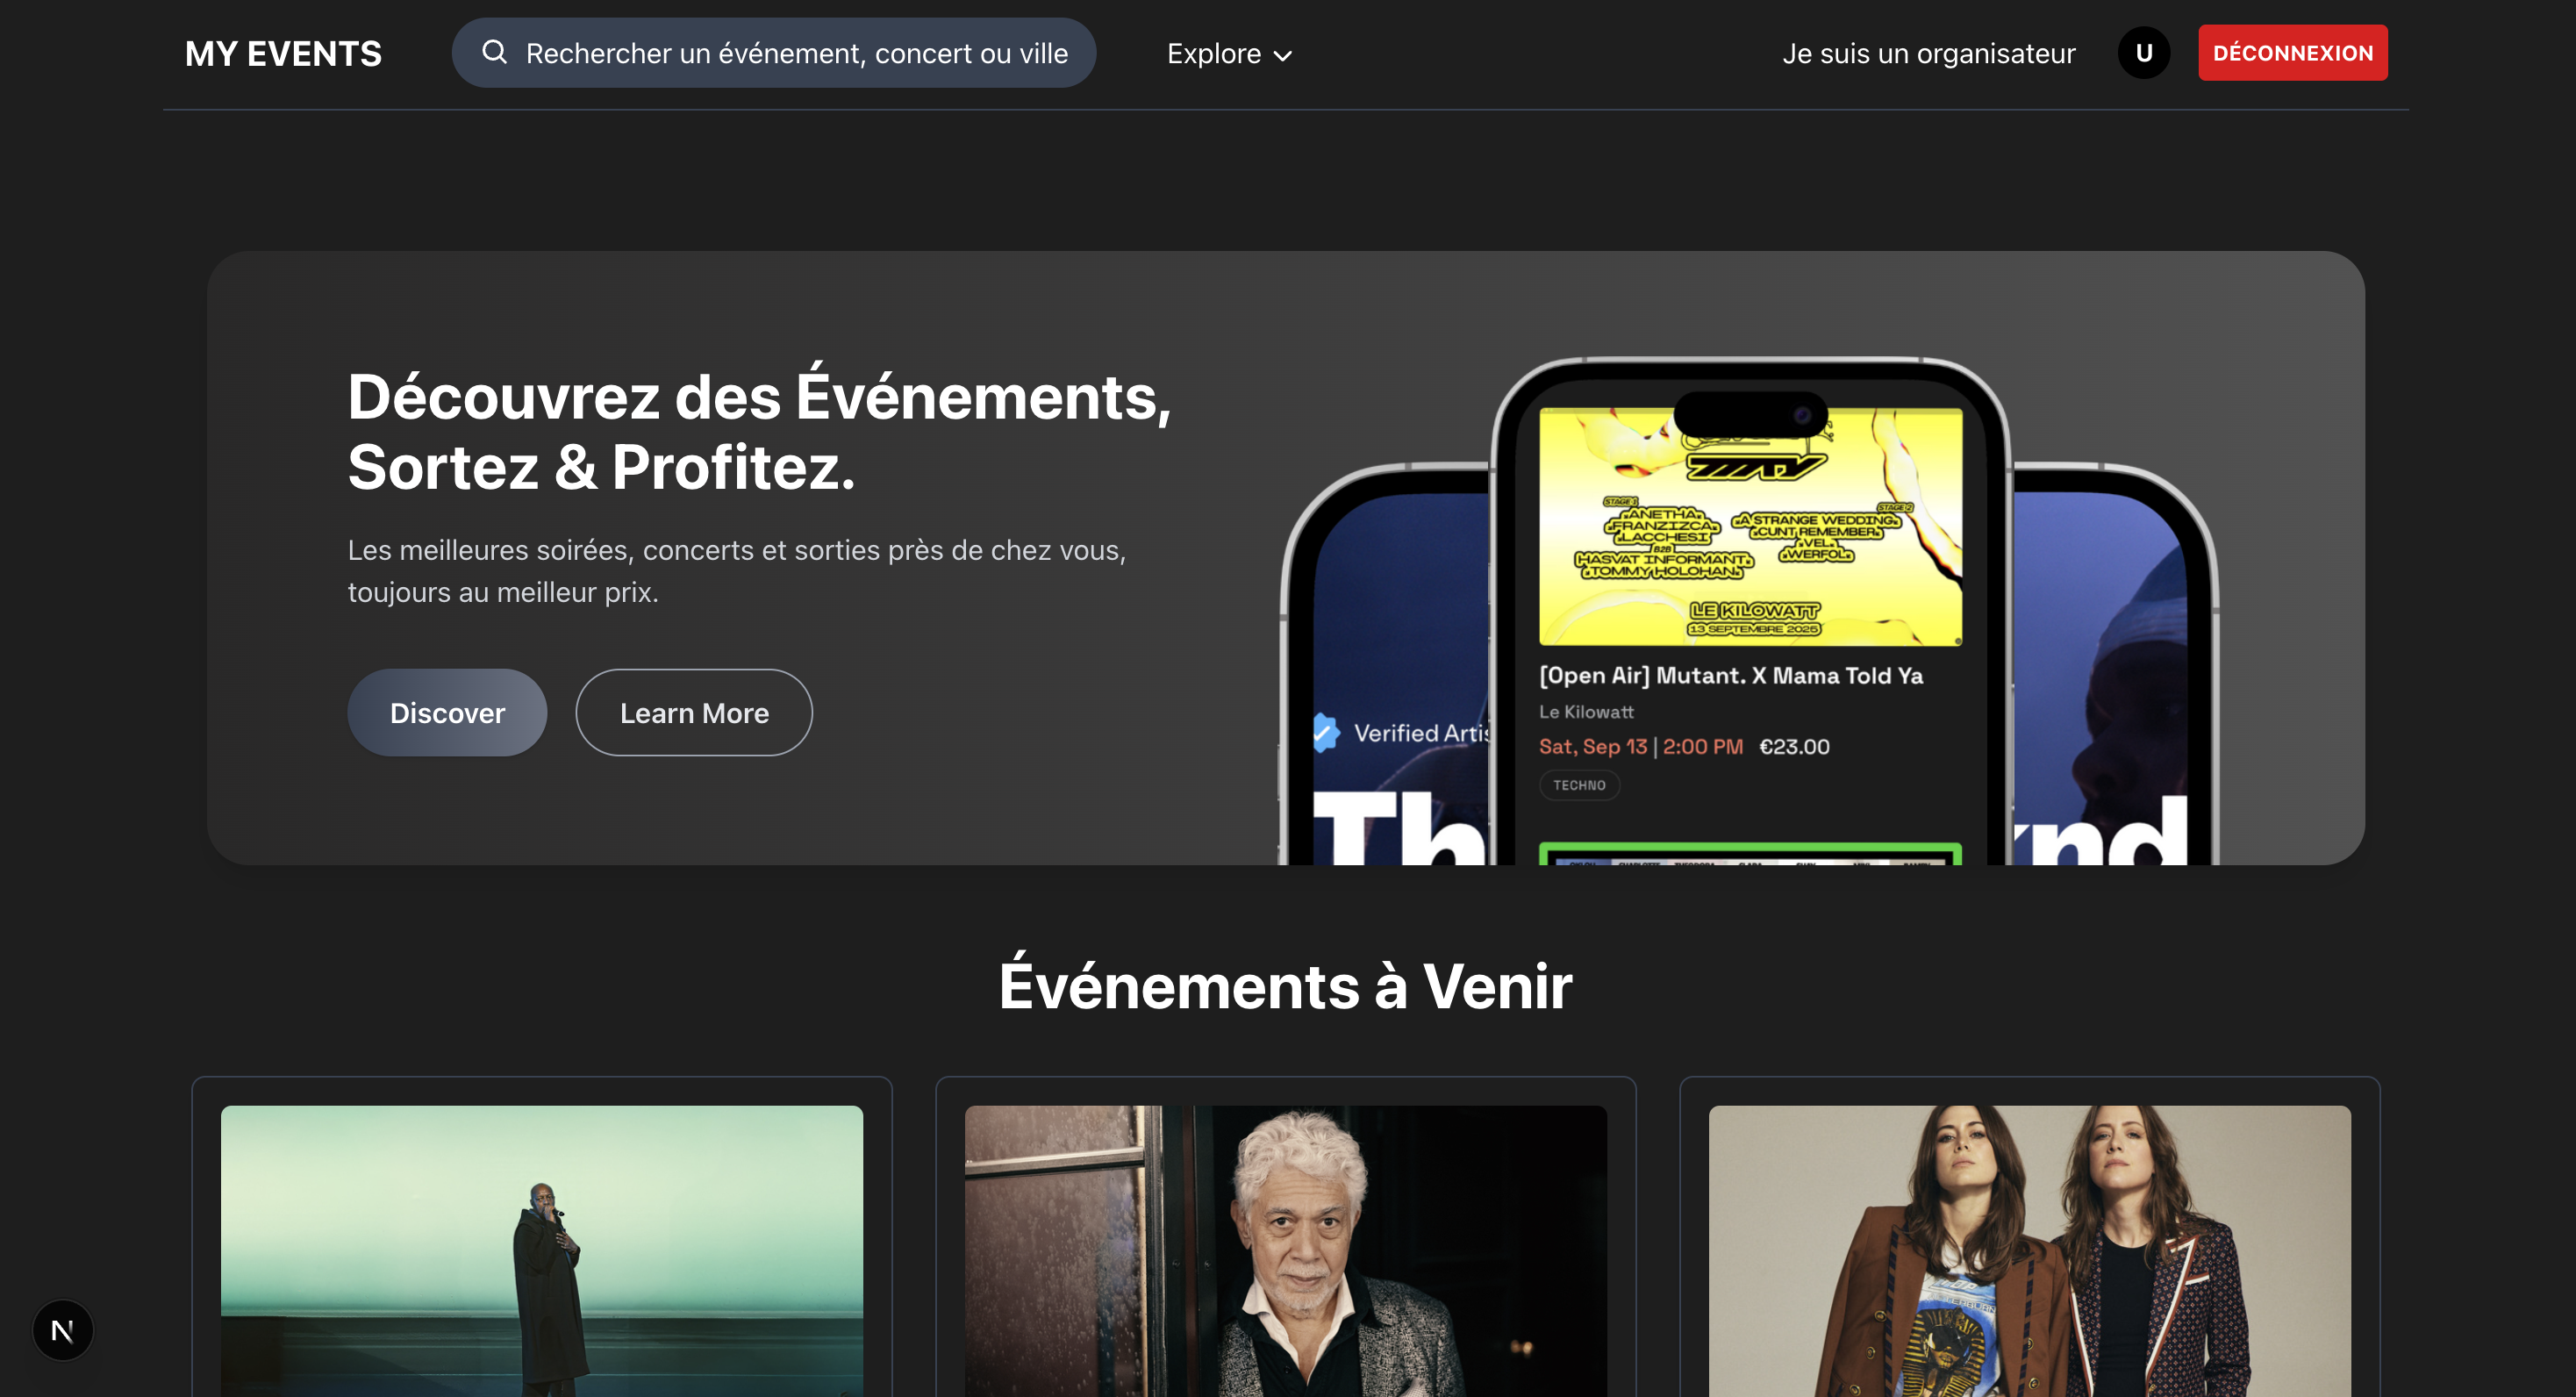 MY EVENTS
Rechercher un événement, concert ou ville
Explore
Je suis un organisateur
U
DÉCONNEXION
Découvrez des Événements,
Sortez & Profitez.
Les meilleures soirées, concerts et sorties près de chez vous,
toujours au meilleur prix.
Discover
Learn More
STAGE 1
ANETHA
FRANZIZCA
LACCHESI
B2B
HASVAT INFORMANT
TOMMY HOLOHAN
STAGE 2
A STRANGE WEDDING
CUNT REMEMBER
VEL
WERFOL
LE KILOWATT
13 SEPTEMBRE 2025
[Open Air] Mutant. X Mama Told Ya
Le Kilowatt
Sat, Sep 13 | 2:00 PM €23.00
TECHNO
Verified Artis
Th
knd
Événements à Venir
N